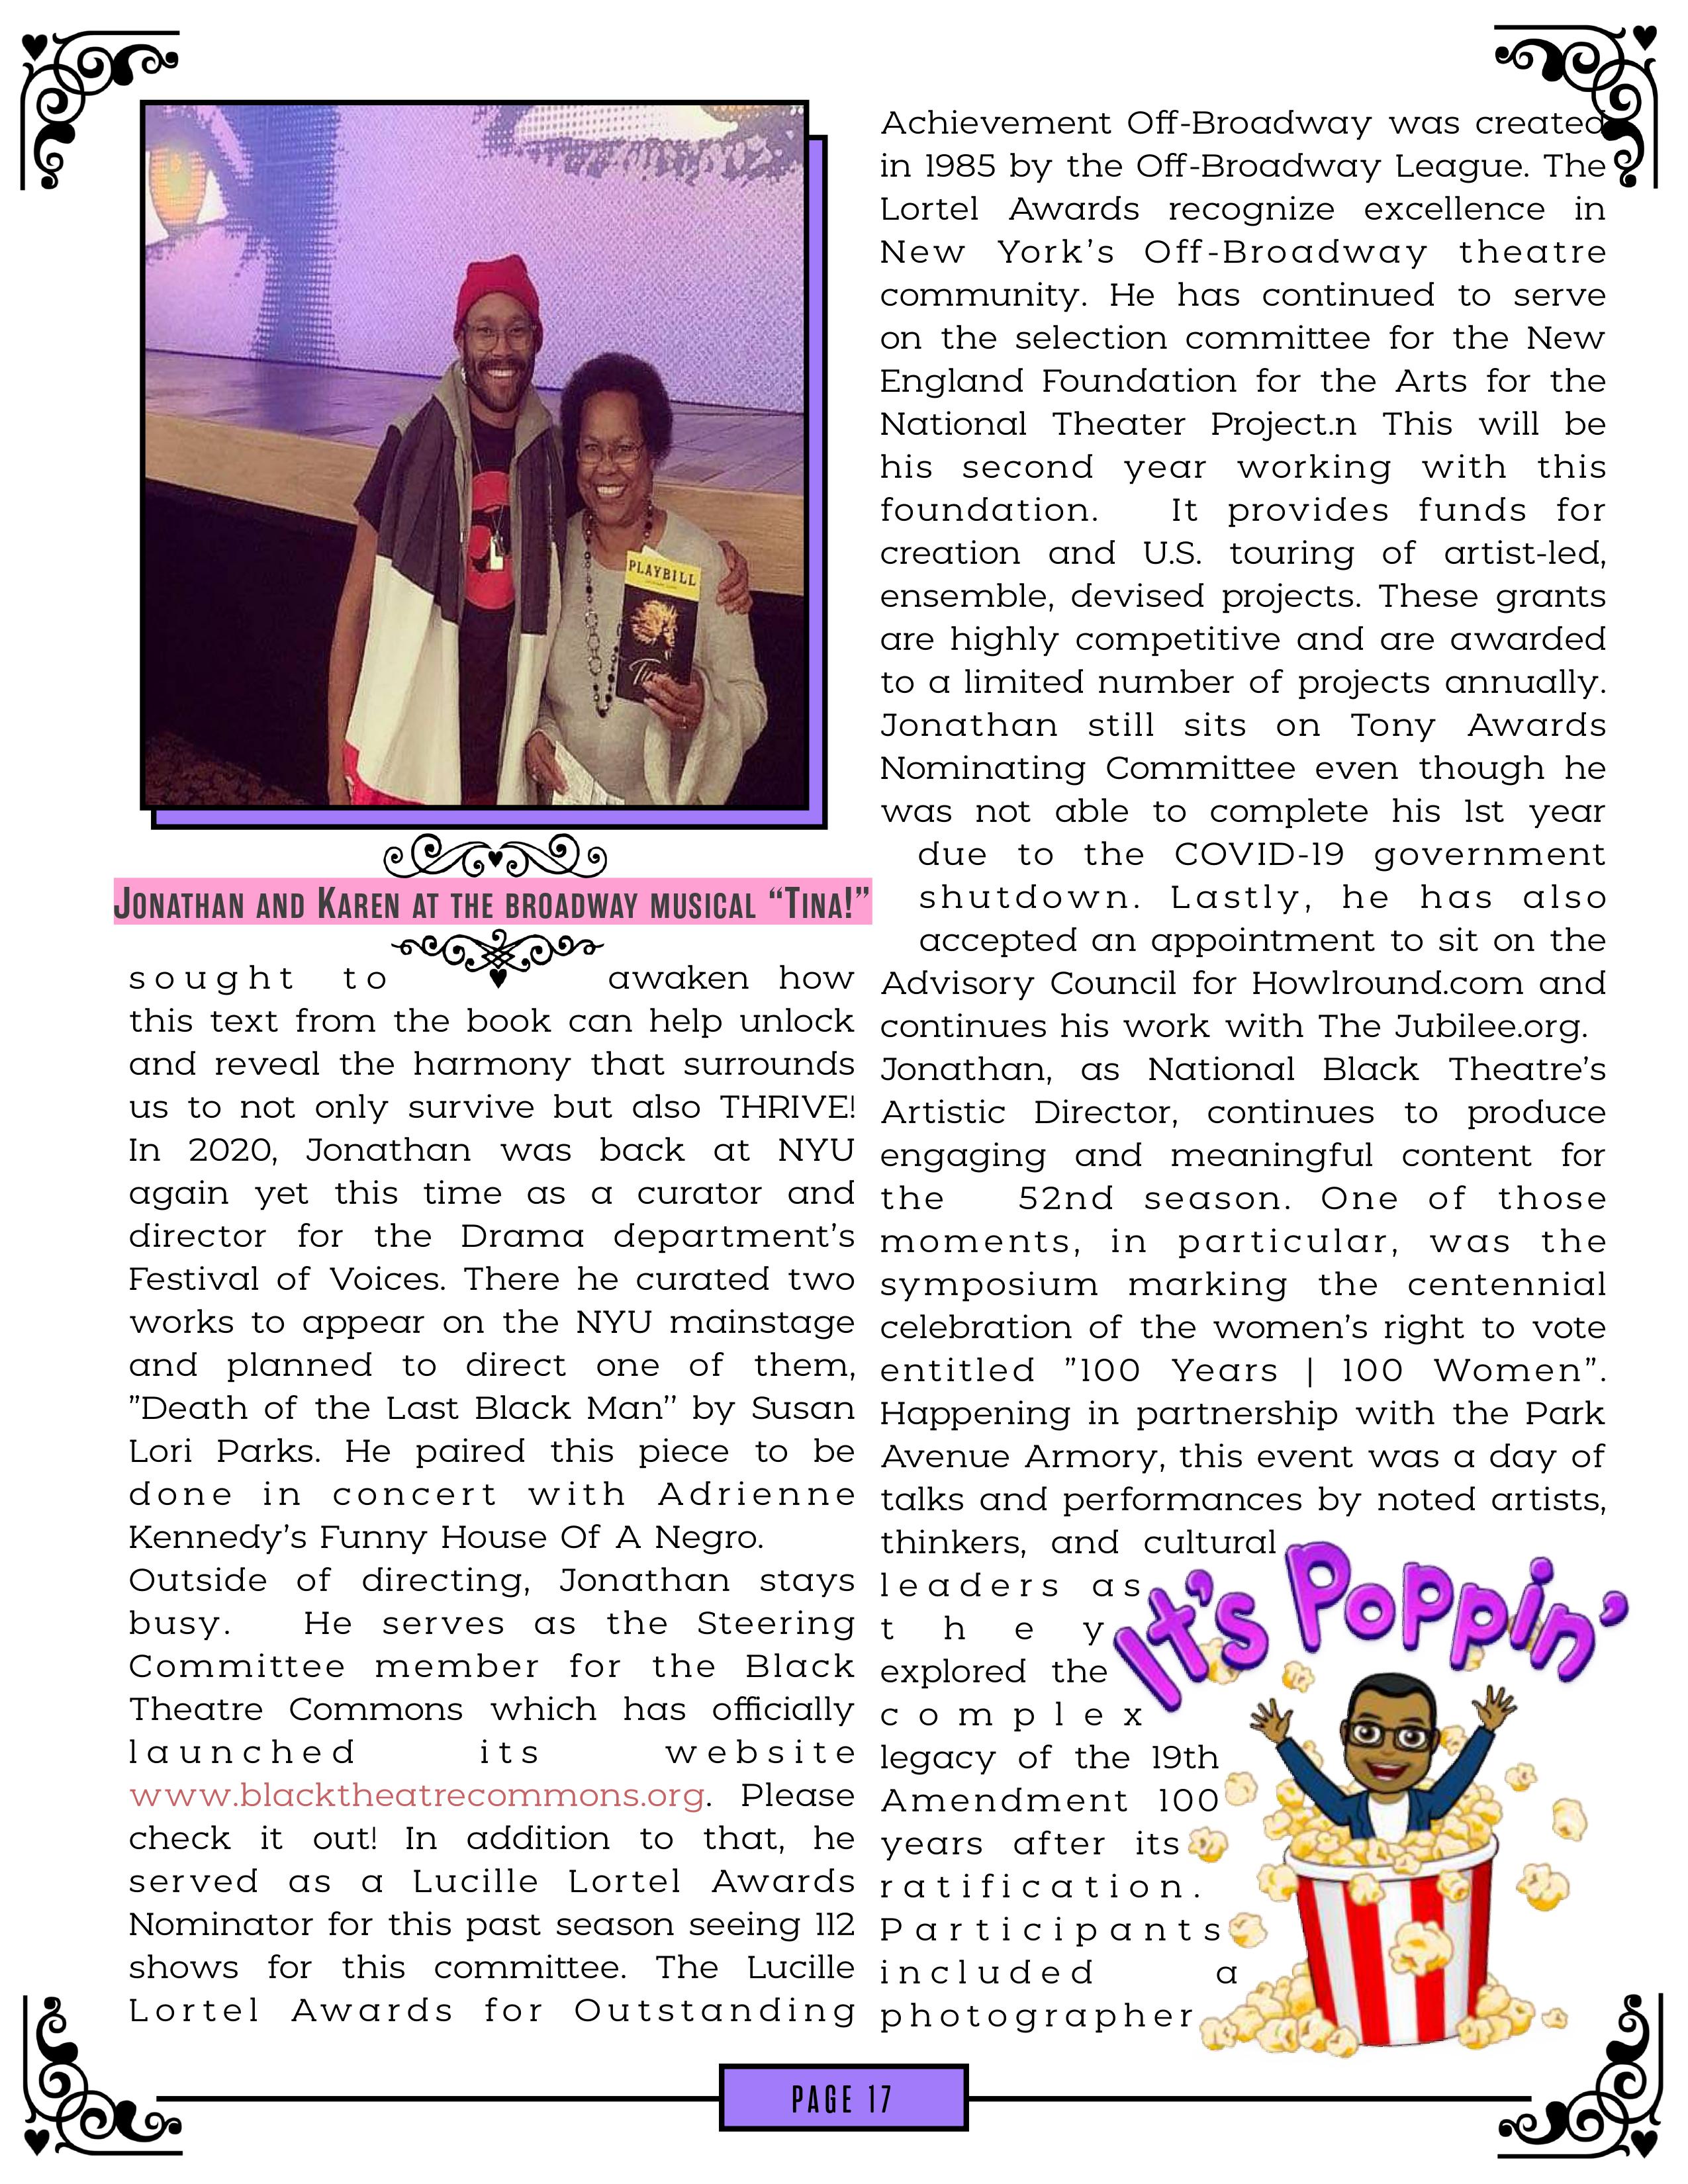 PLAYBILL
Tina
JONATHAN AND KAREN AT THE BROADWAY MUSICAL “TINA!”
sought to awaken how
this text from the book can help unlock
and reveal the harmony that surrounds
us to not only survive but also THRIVE!
In 2020, Jonathan was back at NYU
again yet this time as a curator and
director for the Drama department’s
Festival of Voices. There he curated two
works to appear on the NYU mainstage
and planned to direct one of them,
”Death of the Last Black Man” by Susan
Lori Parks. He paired this piece to be
done in concert with Adrienne
Kennedy’s Funny House Of A Negro.
Outside of directing, Jonathan stays
busy. He serves as the Steering
Committee member for the Black
Theatre Commons which has officially
launched its website
www.blacktheatrecommons.org. Please
check it out! In addition to that, he
served as a Lucille Lortel Awards
Nominator for this past season seeing 112
shows for this committee. The Lucille
Lortel Awards for Outstanding
Achievement Off-Broadway was created
in 1985 by the Off-Broadway League. The
Lortel Awards recognize excellence in
New York’s Off-Broadway theatre
community. He has continued to serve
on the selection committee for the New
England Foundation for the Arts for the
National Theater Project.n This will be
his second year working with this
foundation. It provides funds for
creation and U.S. touring of artist-led,
ensemble, devised projects. These grants
are highly competitive and are awarded
to a limited number of projects annually.
Jonathan still sits on Tony Awards
Nominating Committee even though he
was not able to complete his 1st year
due to the COVID-19 government
shutdown. Lastly, he has also
accepted an appointment to sit on the
Advisory Council for Howlround.com and
continues his work with The Jubilee.org.
Jonathan, as National Black Theatre’s
Artistic Director, continues to produce
engaging and meaningful content for
the 52nd season. One of those
moments, in particular, was the
symposium marking the centennial
celebration of the women’s right to vote
entitled ”100 Years | 100 Women”.
Happening in partnership with the Park
Avenue Armory, this event was a day of
talks and performances by noted artists,
thinkers, and cultural
leaders as
they
explored the
complex
legacy of the 19th
Amendment 100
years after its
ratification.
Participants
included a
photographer
It’s Poppin’
PAGE 17